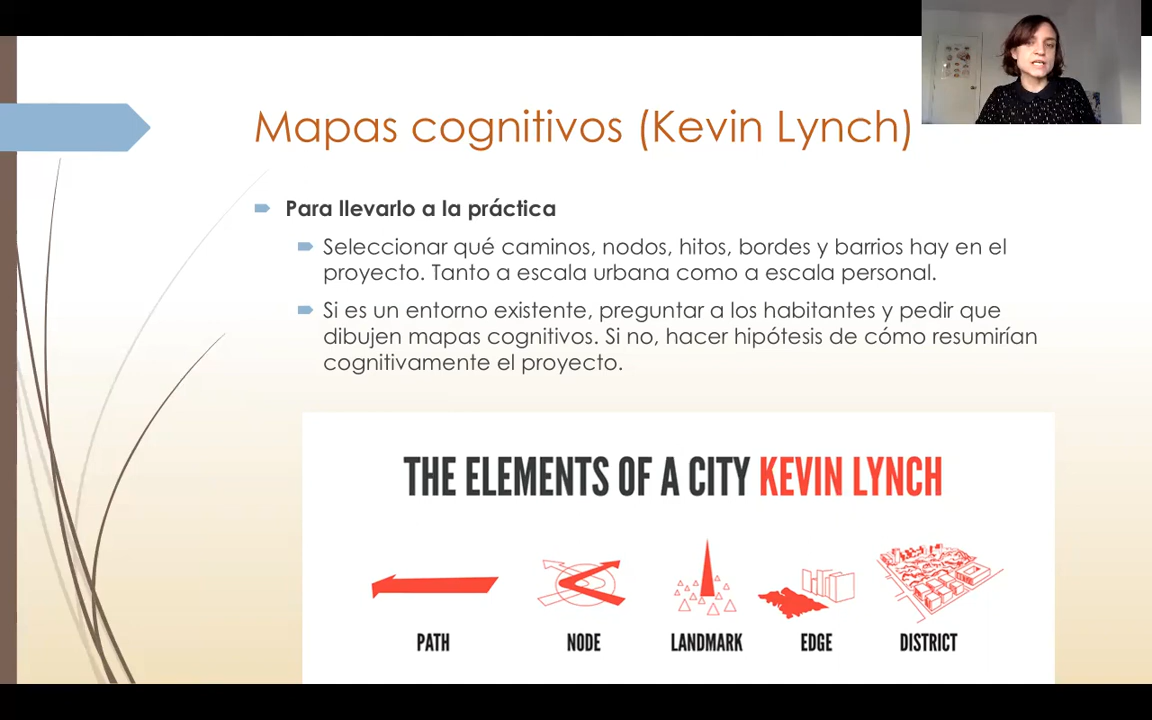 Mapas cognitivos (Kevin Lynch)
Para llevarlo a la práctica
Seleccionar qué caminos, nodos, hitos, bordes y barrios hay en el
proyecto. Tanto a escala urbana como a escala personal.
Si es un entorno existente, preguntar a los habitantes y pedir que
dibujen mapas cognitivos. Si no, hacer hipótesis de cómo resumirían
cognitivamente el proyecto.
THE ELEMENTS OF A CITY KEVIN LYNCH
PATH NODE LANDMARK EDGE DISTRICT